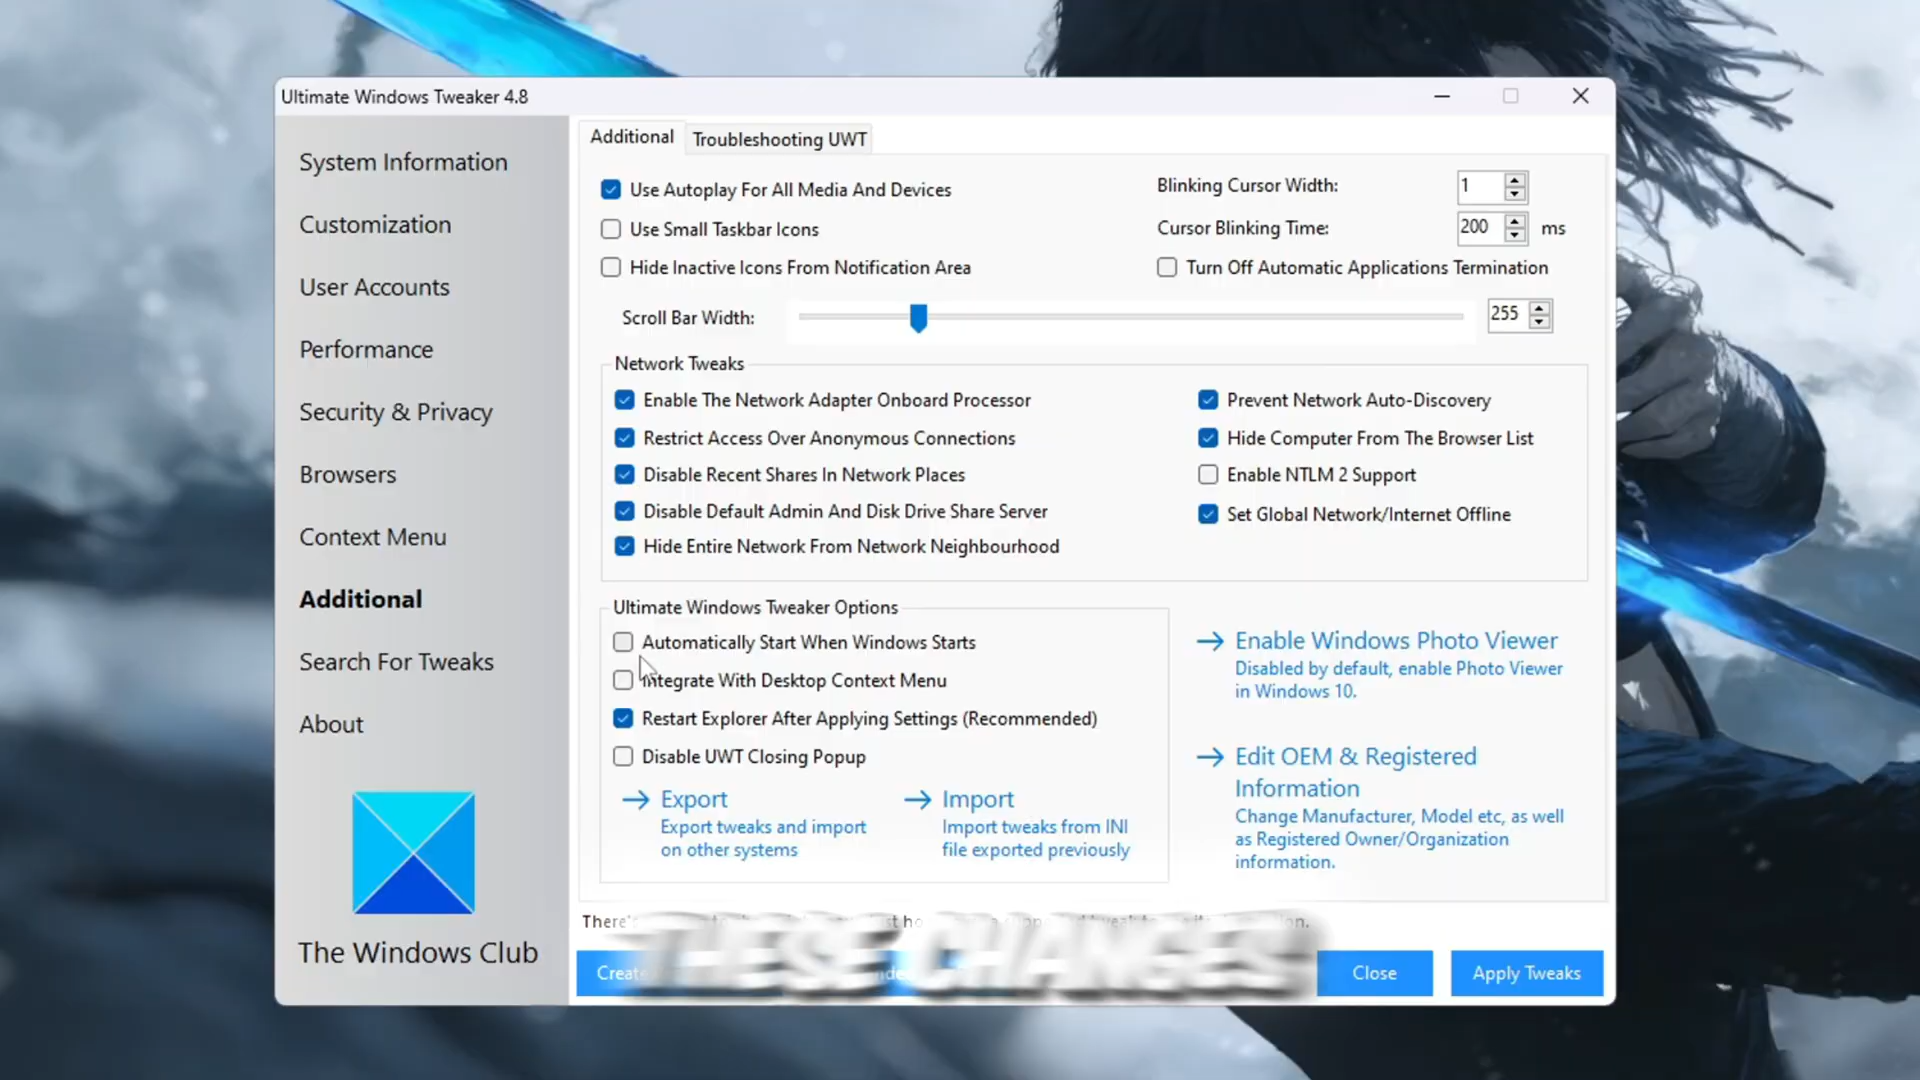 Ultimate Windows Tweaker 4.8
System Information
Customization
User Accounts
Performance
Security & Privacy
Browsers
Context Menu
Additional
Search For Tweaks
About
The Windows Club
Additional
Troubleshooting UWT
Use Autoplay For All Media And Devices
Use Small Taskbar Icons
Hide Inactive Icons From Notification Area
Blinking Cursor Width: 1
Cursor Blinking Time: 200 ms
Turn Off Automatic Applications Termination
Scroll Bar Width: 255
Network Tweaks
Enable The Network Adapter Onboard Processor
Restrict Access Over Anonymous Connections
Disable Recent Shares In Network Places
Disable Default Admin And Disk Drive Share Server
Hide Entire Network From Network Neighbourhood
Prevent Network Auto-Discovery
Hide Computer From The Browser List
Enable NTLM 2 Support
Set Global Network/Internet Offline
Ultimate Windows Tweaker Options
Automatically Start When Windows Starts
Integrate With Desktop Context Menu
Restart Explorer After Applying Settings (Recommended)
Disable UWT Closing Popup
Export
Export tweaks and import
on other systems
Import
Import tweaks from INI
file exported previously
Enable Windows Photo Viewer
Disabled by default, enable Photo Viewer
in Windows 10.
Edit OEM & Registered
Information
Change Manufacturer, Model etc, as well
as Registered Owner/Organization
information.
THESE CHANGES
Close
Apply Tweaks